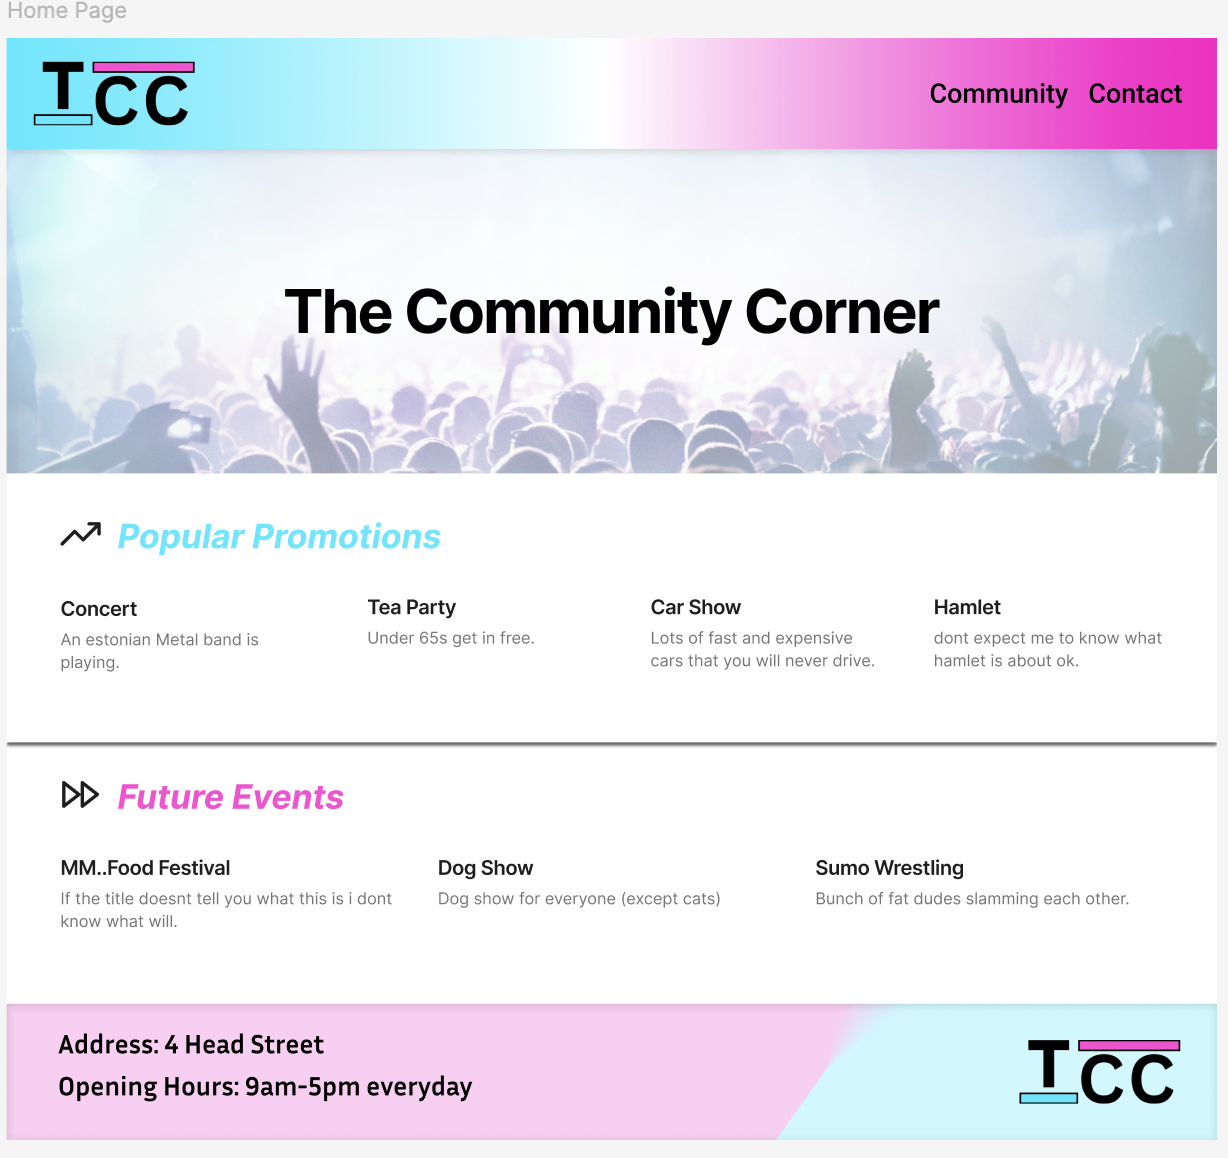 Home Page
TCC
Community Contact
The Community Corner
Popular Promotions
Concert
An estonian Metal band is
playing.
Tea Party
Under 65s get in free.
Car Show
Lots of fast and expensive
cars that you will never drive.
Hamlet
dont expect me to know what
hamlet is about ok.
Future Events
MM..Food Festival
If the title doesnt tell you what this is i dont
know what will.
Dog Show
Dog show for everyone (except cats)
Sumo Wrestling
Bunch of fat dudes slamming each other.
Address: 4 Head Street
Opening Hours: 9am-5pm everyday
TCC